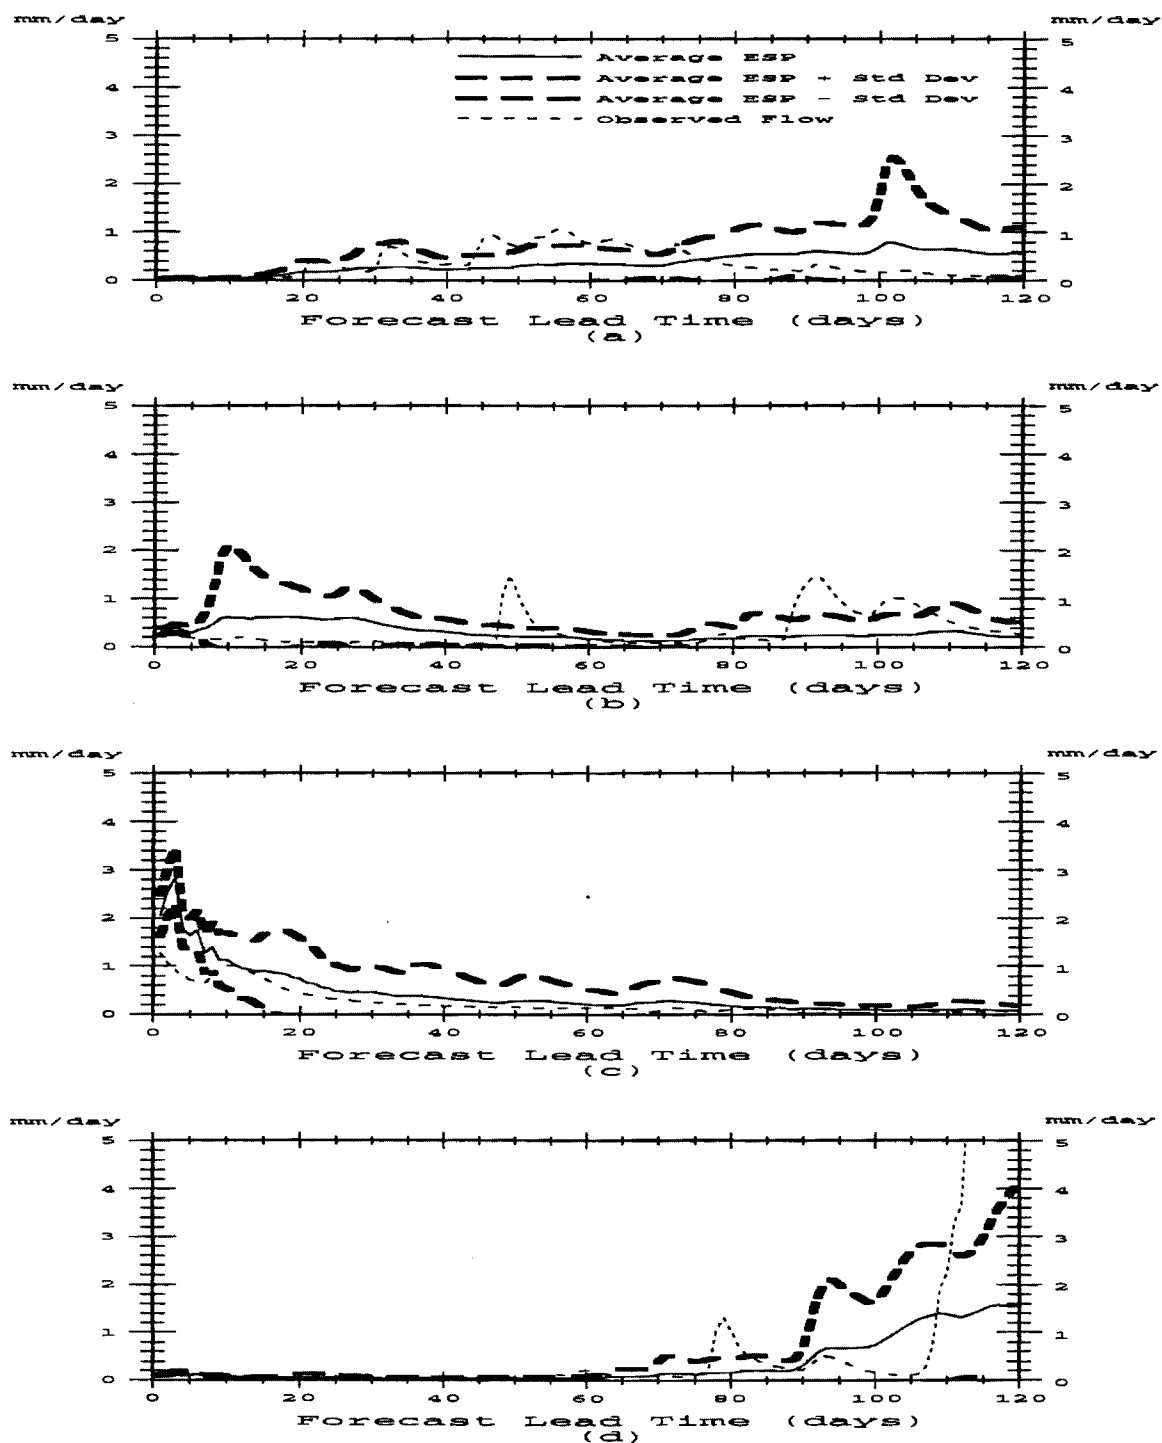 mm/day mm/day
5 5
Average ESP
Average ESP + Std Dev
4 4
Average ESP - Std Dev
Observed Flow
3 3
2 2
1 1
0 0
0 20 40 60 80 100 120
Forecast Lead Time (days)
(a)
mm/day mm/day
5 5
4 4
3 3
2 2
1 1
0 0
0 20 40 60 80 100 120
Forecast Lead Time (days)
(b)
mm/day mm/day
5 5
4 4
3 3
2 2
1 1
0 0
0 20 40 60 80 100 120
Forecast Lead Time (days)
(c)
mm/day mm/day
5 5
4 4
3 3
2 2
1 1
0 0
0 20 40 60 80 100 120
Forecast Lead Time (days)
(d)